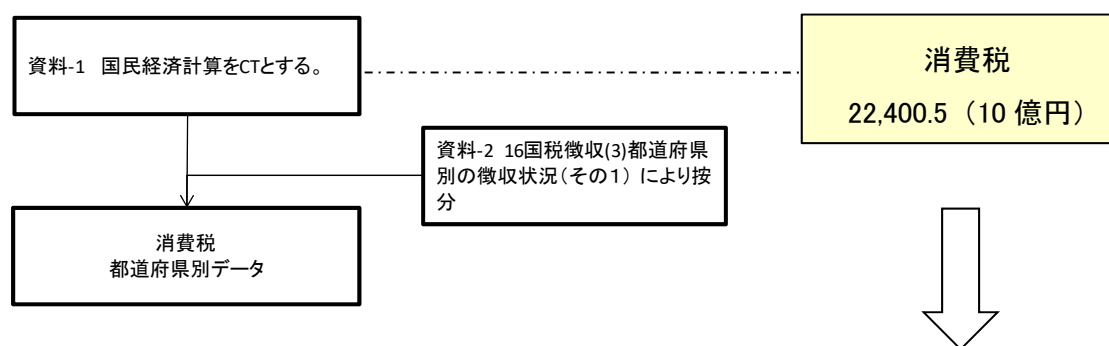 資料-1 国民経済計算をCTとする。
消費税
22,400.5 (10 億円)
資料-2 16国税徴収(3)都道府県
別の徴収状況(その1) により按
分
消費税
都道府県別データ